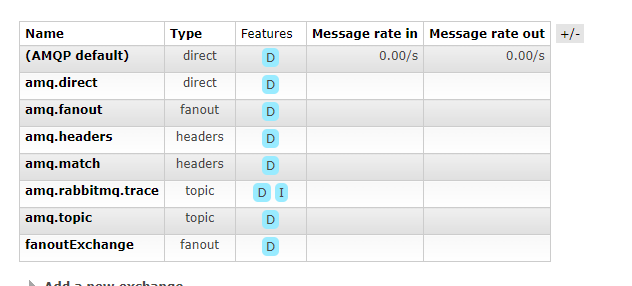 Name Type Features Message rate in Message rate out +/-
(AMQP default) direct D 0.00/s 0.00/s
amq.direct direct D
amq.fanout fanout D
amq.headers headers D
amq.match headers D
amq.rabbitmq.trace topic D I
amq.topic topic D
fanoutExchange fanout D
Add a new exchange